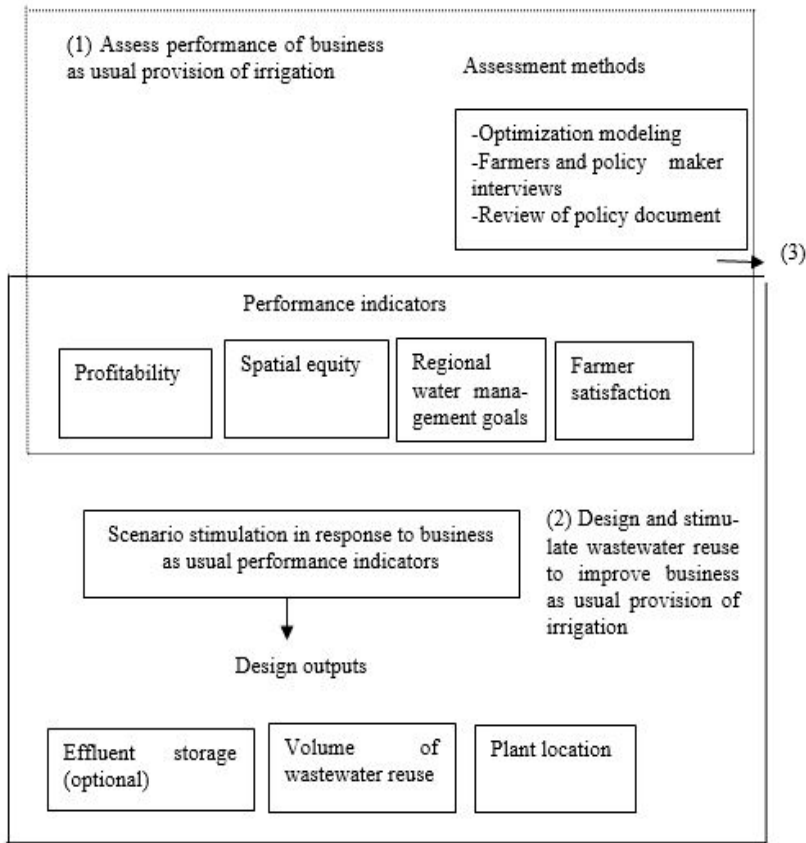 (1) Assess performance of business
as usual provision of irrigation
Assessment methods
-Optimization modeling
-Farmers and policy maker
interviews
-Review of policy document
(3)
Performance indicators
Profitability
Spatial equity
Regional
water mana-
gement goals
Farmer
satisfaction
Scenario stimulation in response to business
as usual performance indicators
(2) Design and stimu-
late wastewater reuse
to improve business
as usual provision of
irrigation
Design outputs
Effluent storage
(optional)
Volume of
wastewater reuse
Plant location